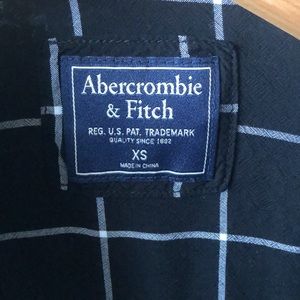 Abercrombie
& Fitch
REG. U.S. PAT. TRADEMARK
QUALITY SINCE 1892
XS
MADE IN CHINA